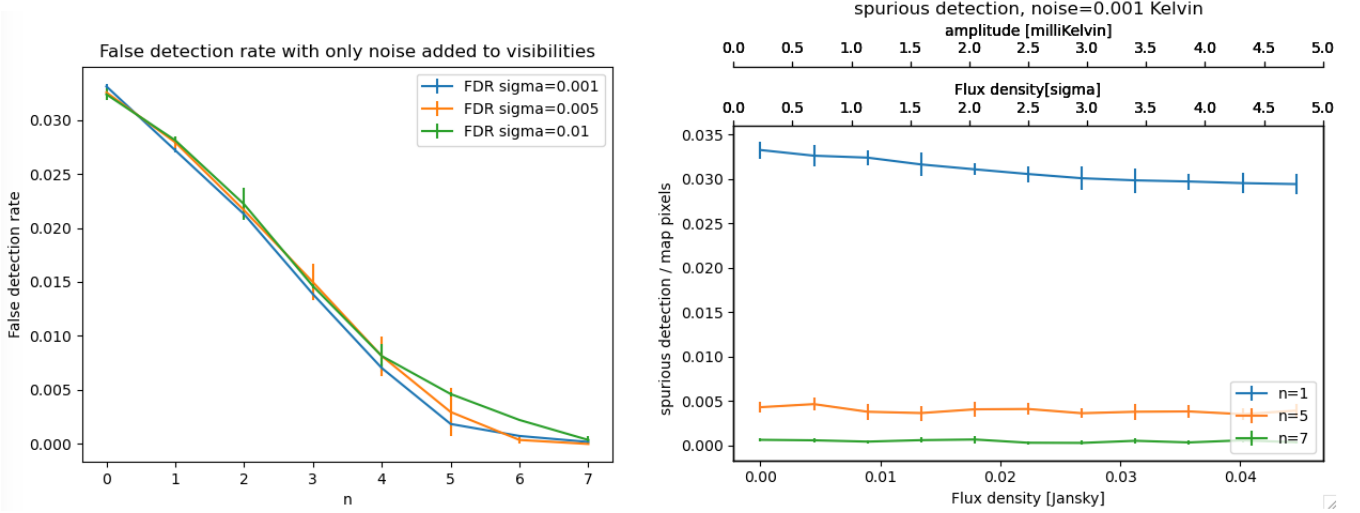 False detection rate with only noise added to visibilities
False detection rate
0.030
0.025
0.020
0.015
0.010
0.005
0.000
FDR sigma=0.001
FDR sigma=0.005
FDR sigma=0.01
0 1 2 3 4 5 6 7
n
spurious detection, noise=0.001 Kelvin
amplitude [milliKelvin]
0.0 0.5 1.0 1.5 2.0 2.5 3.0 3.5 4.0 4.5 5.0
Flux density[sigma]
0.0 0.5 1.0 1.5 2.0 2.5 3.0 3.5 4.0 4.5 5.0
spurious detection / map pixels
0.035
0.030
0.025
0.020
0.015
0.010
0.005
0.000
n=1
n=5
n=7
0.00 0.01 0.02 0.03 0.04
Flux density [Jansky]